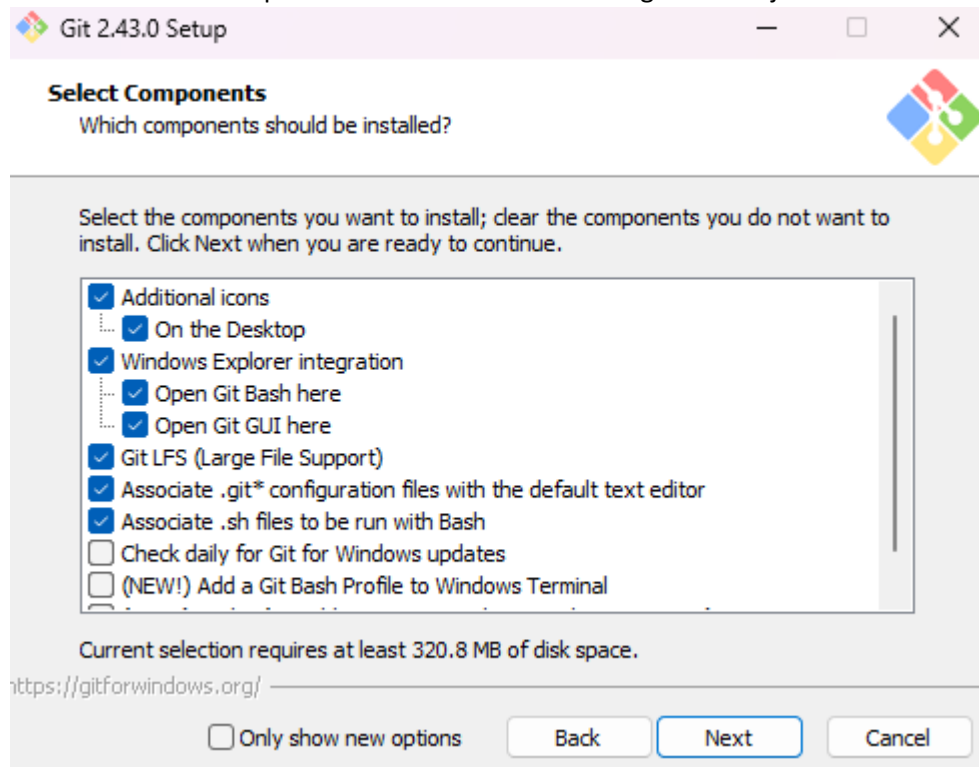 Git 2.43.0 Setup
Select Components
Which components should be installed?
Select the components you want to install; clear the components you do not want to
install. Click Next when you are ready to continue.
Additional icons
On the Desktop
Windows Explorer integration
Open Git Bash here
Open Git GUI here
Git LFS (Large File Support)
Associate .git* configuration files with the default text editor
Associate .sh files to be run with Bash
Check daily for Git for Windows updates
(NEW!) Add a Git Bash Profile to Windows Terminal
Current selection requires at least 320.8 MB of disk space.
https://gitforwindows.org/
Only show new options Back Next Cancel